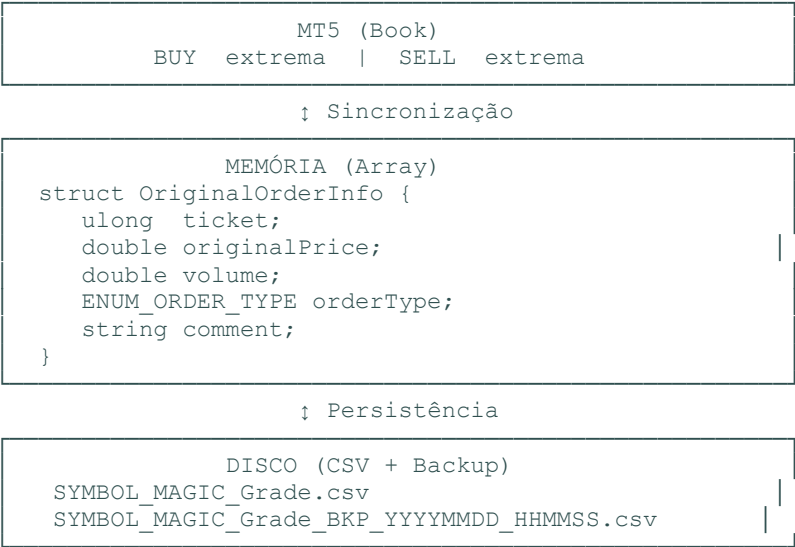 MT5 (Book)
BUY extrema | SELL extrema
↕ Sincronização
MEMÓRIA (Array)
struct OriginalOrderInfo {
ulong ticket;
double originalPrice;
double volume;
ENUM_ORDER_TYPE orderType;
string comment;
}
↕ Persistência
DISCO (CSV + Backup)
SYMBOL_MAGIC_Grade.csv
SYMBOL_MAGIC_Grade_BKP_YYYYMMDD_HHMMSS.csv